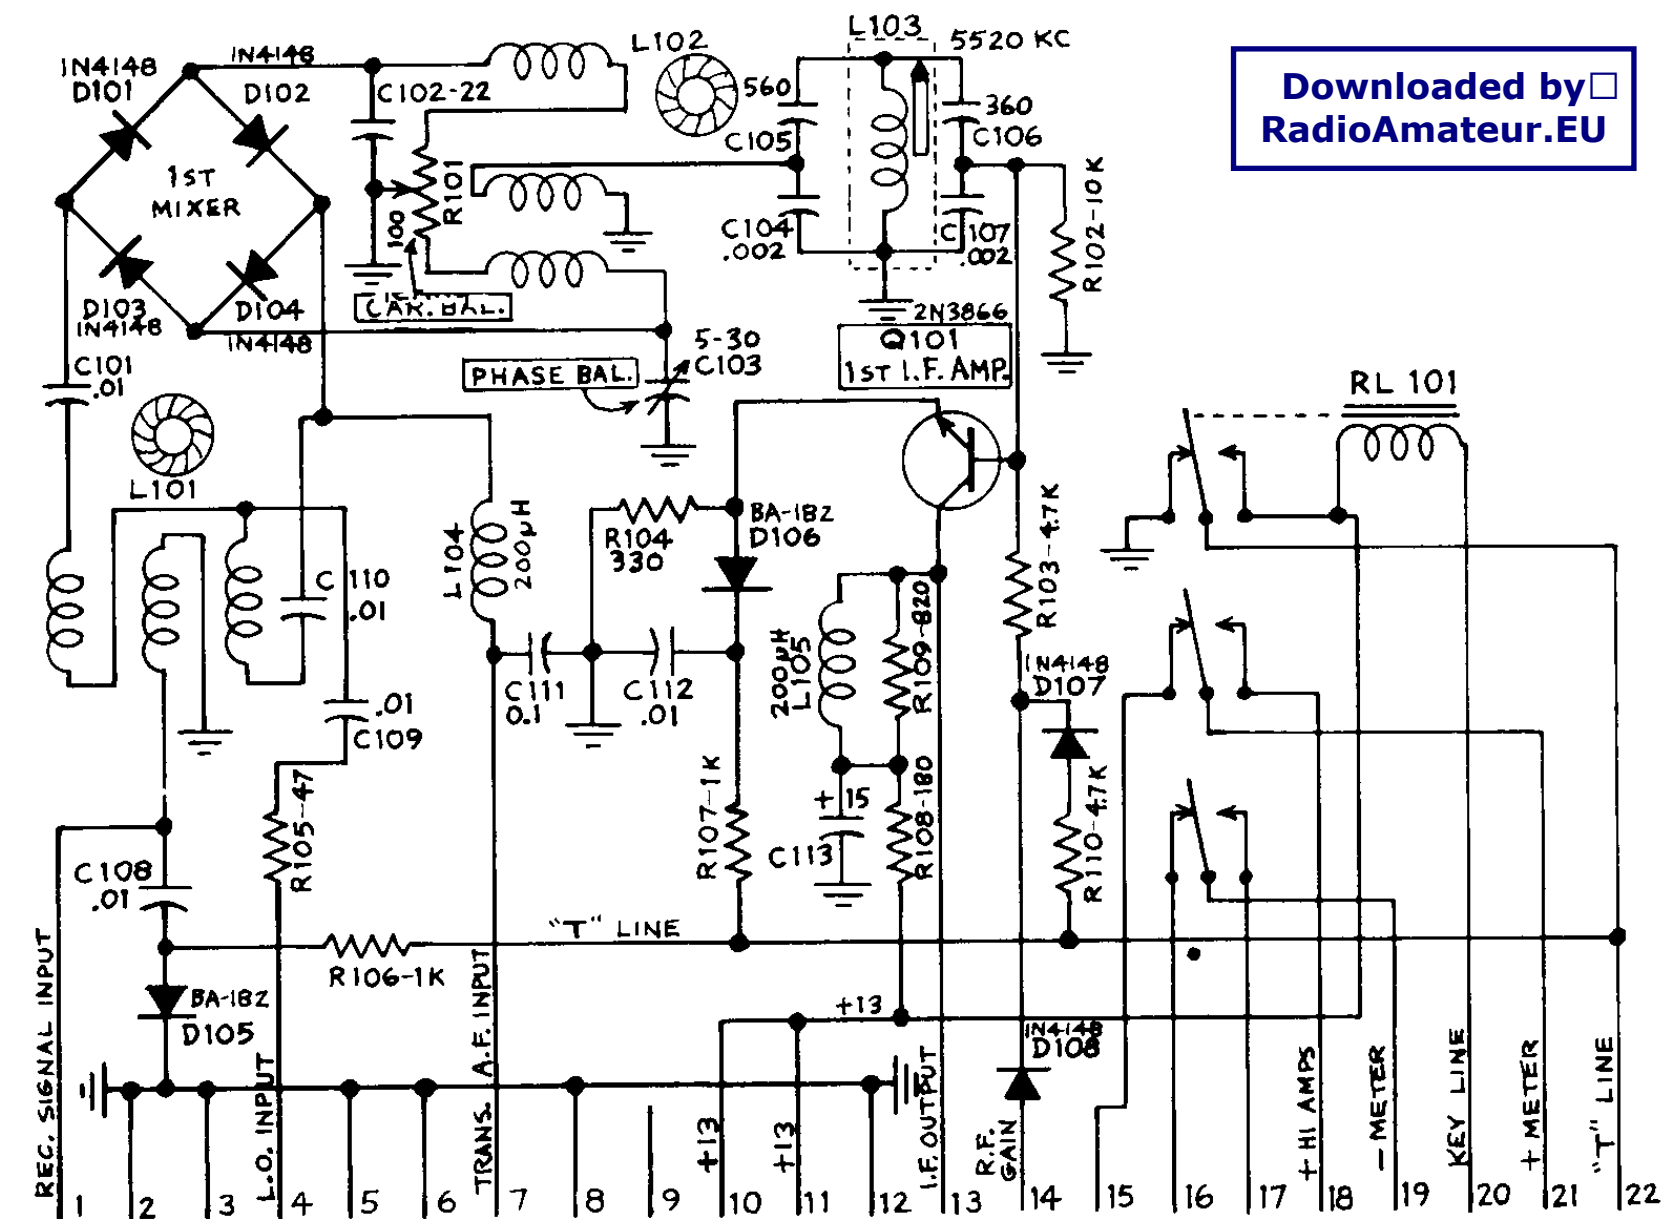 1N4148
D101
1N4148
D102
C102-22
L102
L103
5520 KC
560
C105
360
C106
Downloaded by□
RadioAmateur.EU
1ST
MIXER
R101
100
C104
.002
C107
.002
R102-10K
D103
1N4148
D104
1N4148
CAR. BAL.
2N3866
Q101
1ST I.F. AMP.
5-30
C103
PHASE BAL.
C101
.01
L101
RL 101
L104
200µH
R104
330
BA-182
D106
R103-4.7K
C110
.01
200µH
L105
R109-820
1N4148
D107
C111
0.1
C112
.01
.01
C109
R105-47
R107-1K
+ 15
C113
R108-180
R110-4.7K
C108
.01
"T" LINE
R106-1K
BA-182
D105
+13
1N4148
D108
REC. SIGNAL INPUT
L.O. INPUT
TRANS. A.F. INPUT
+13
+13
I.F. OUTPUT
R.F.
GAIN
+ HI AMPS
- METER
KEY LINE
+ METER
"T" LINE
1 2 3 4 5 6 7 8 9 10 11 12 13 14 15 16 17 18 19 20 21 22